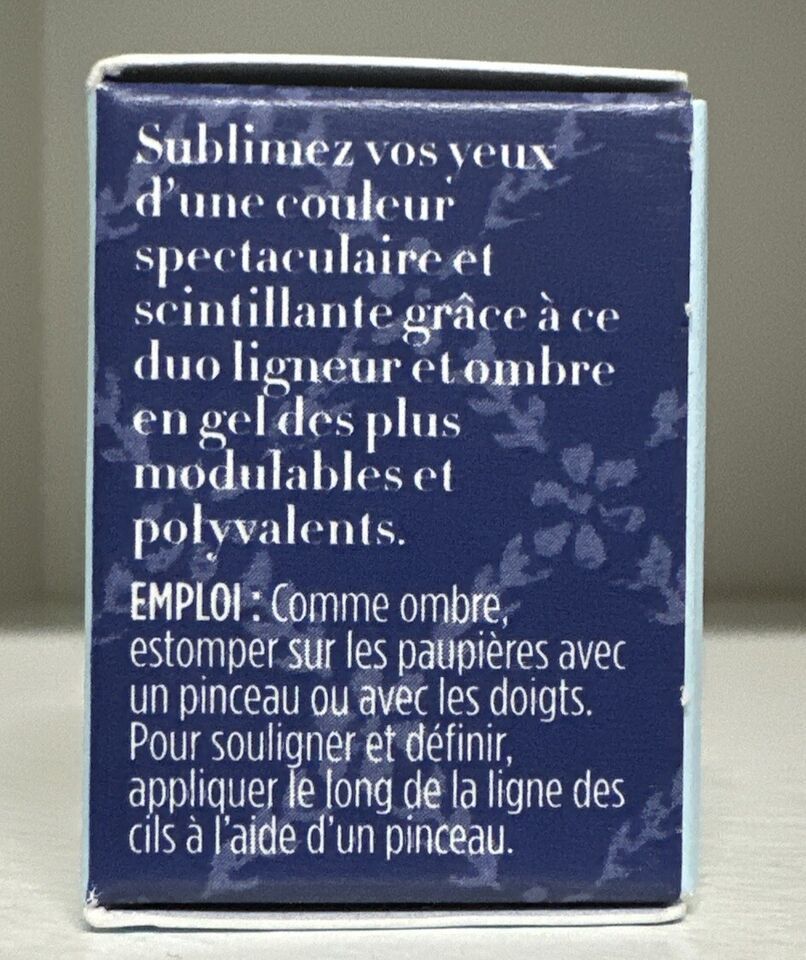 Sublimez vos yeux
d'une couleur
spectaculaire et
scintillante grâce à ce
duo ligneur et ombre
en gel des plus
modulables et
polyvalents.
EMPLOI : Comme ombre,
estomper sur les paupières avec
un pinceau ou avec les doigts.
Pour souligner et définir,
appliquer le long de la ligne des
cils à l'aide d'un pinceau.